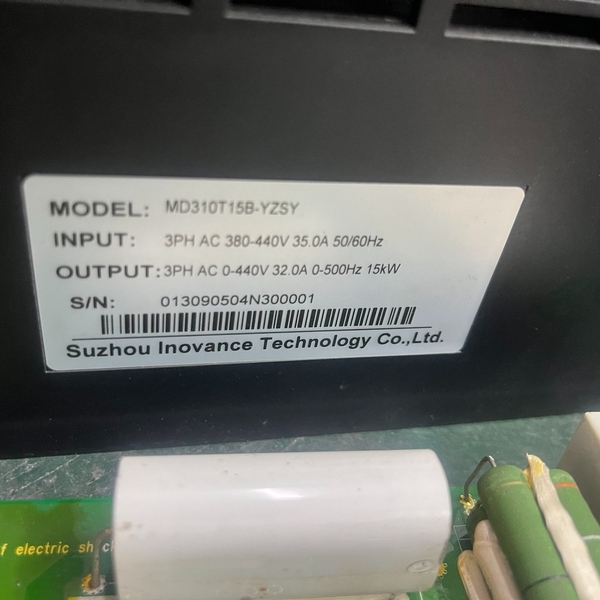 MODEL: MD310T15B-YZSY
INPUT: 3PH AC 380-440V 35.0A 50/60Hz
OUTPUT: 3PH AC 0-440V 32.0A 0-500Hz 15kW
S/N: 013090504N300001
Suzhou Inovance Technology Co.,Ltd.
f electric sh ck